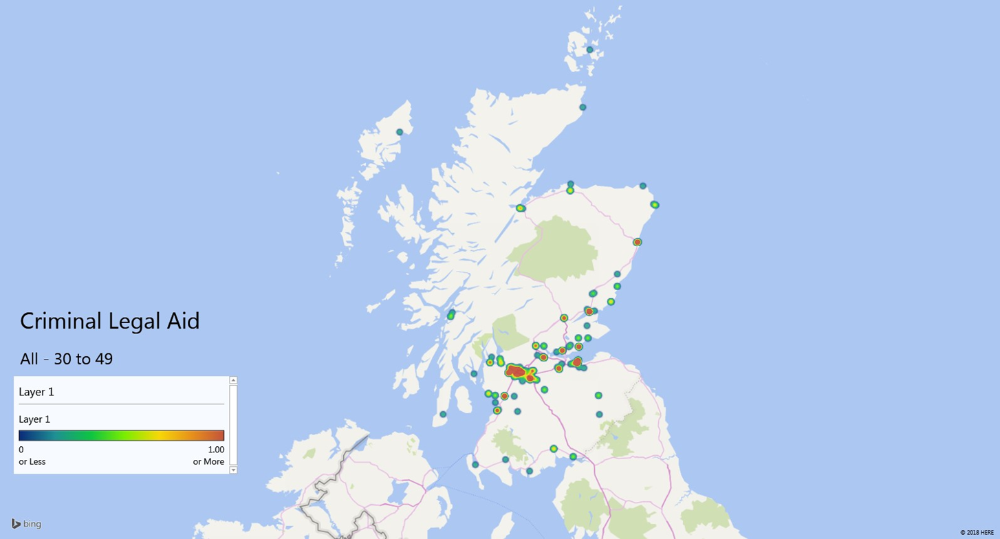 Criminal Legal Aid
All - 30 to 49
Layer 1
Layer 1
0
1.00
or Less
or More
bing
© 2018 HERE